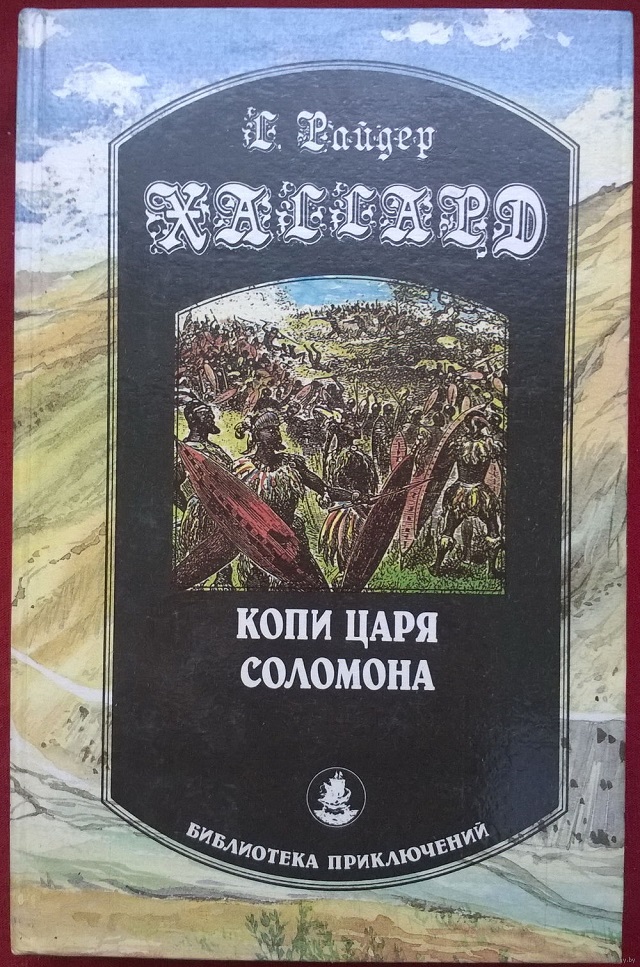 Г. Райдер
ХАГГАРД
КОПИ ЦАРЯ
СОЛОМОНА
БИБЛИОТЕКА ПРИКЛЮЧЕНИЙ